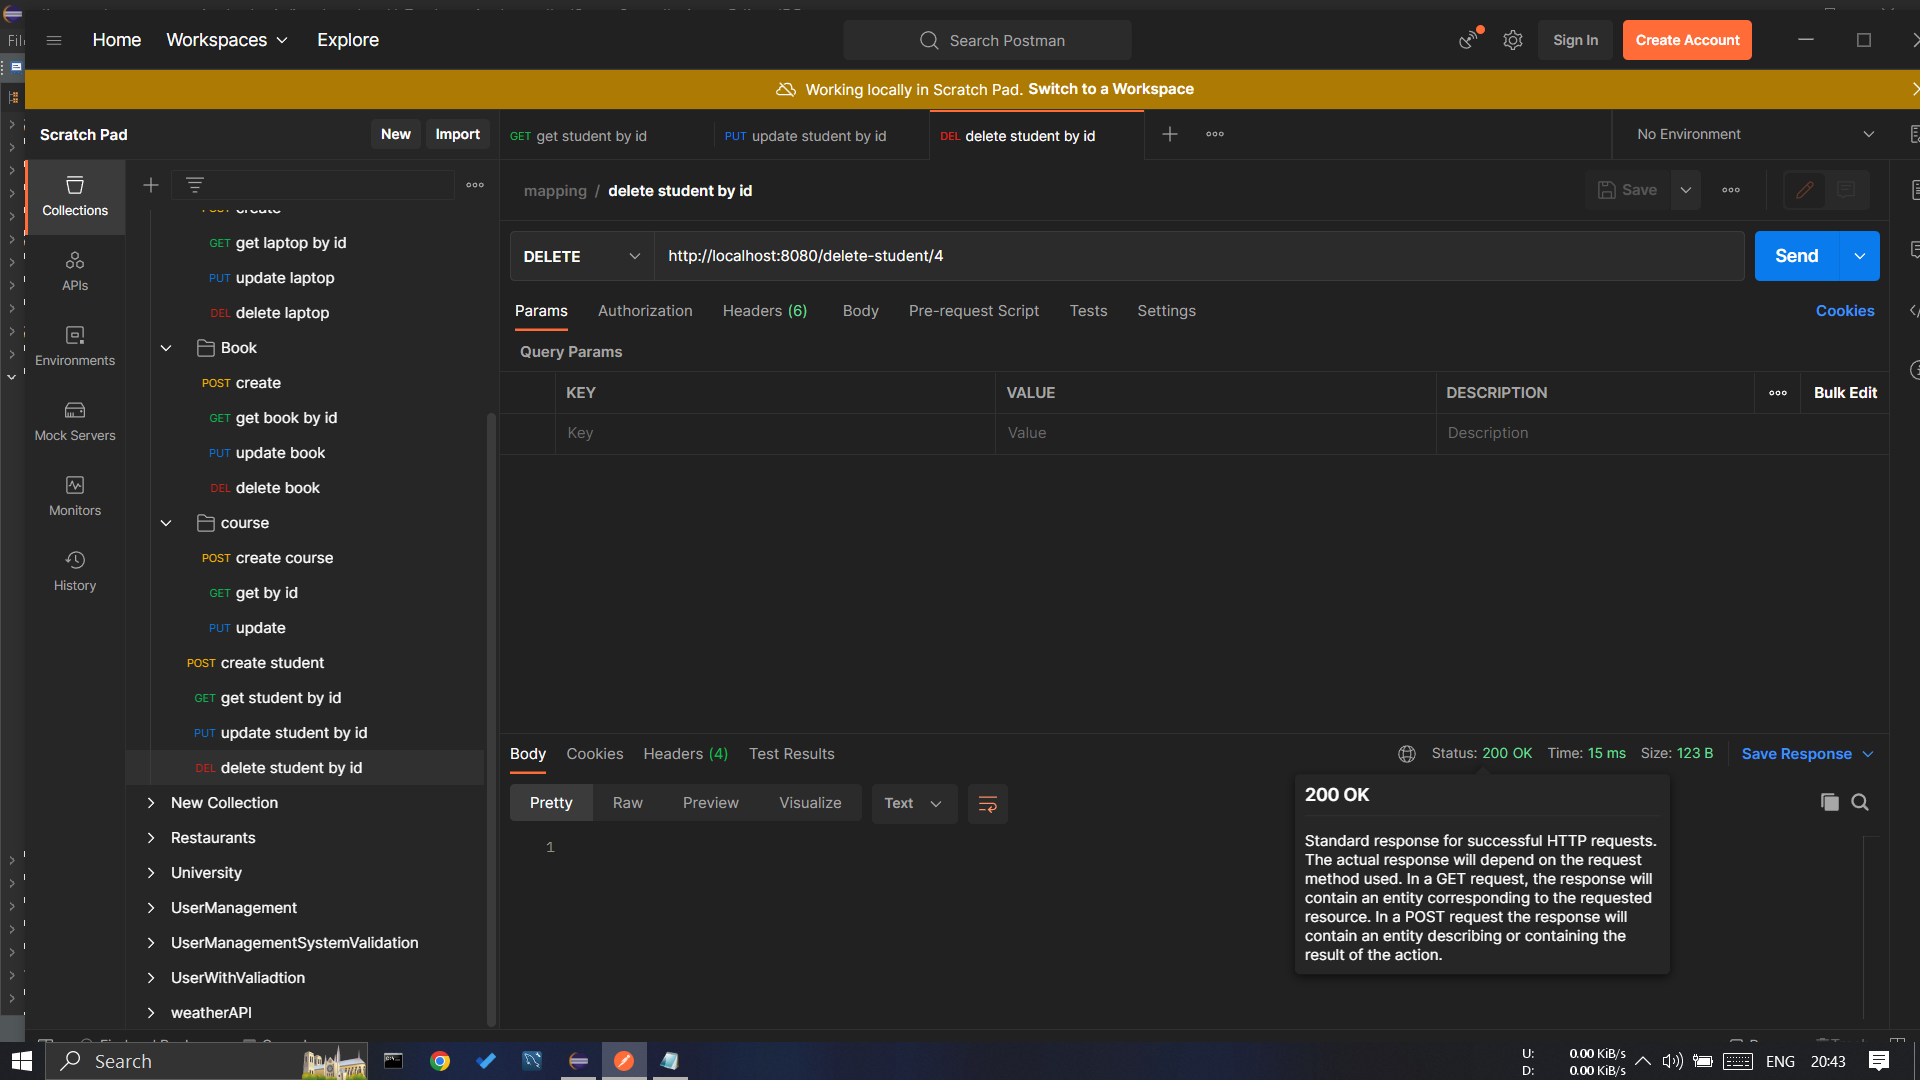 Home
Workspaces
Explore
Search Postman
Sign In
Create Account
Working locally in Scratch Pad. Switch to a Workspace
Scratch Pad
New
Import
GET get student by id
PUT update student by id
DEL delete student by id
No Environment
Collections
APIs
Environments
Mock Servers
Monitors
History
create
GET get laptop by id
PUT update laptop
DEL delete laptop
Book
POST create
GET get book by id
PUT update book
DEL delete book
course
POST create course
GET get by id
PUT update
POST create student
GET get student by id
PUT update student by id
DEL delete student by id
New Collection
Restaurants
University
UserManagement
UserManagementSystemValidation
UserWithValiadtion
weatherAPI
mapping / delete student by id
Save
DELETE
http://localhost:8080/delete-student/4
Send
Params
Authorization
Headers (6)
Body
Pre-request Script
Tests
Settings
Cookies
Query Params
KEY
VALUE
DESCRIPTION
Bulk Edit
Key
Value
Description
Body
Cookies
Headers (4)
Test Results
Status: 200 OK
Time: 15 ms
Size: 123 B
Save Response
Pretty
Raw
Preview
Visualize
Text
1
200 OK
Standard response for successful HTTP requests.
The actual response will depend on the request
method used. In a GET request, the response will
contain an entity corresponding to the requested
resource. In a POST request the response will
contain an entity describing or containing the
result of the action.
Search
U: 0.00 KiB/s
D: 0.00 KiB/s
ENG
20:43